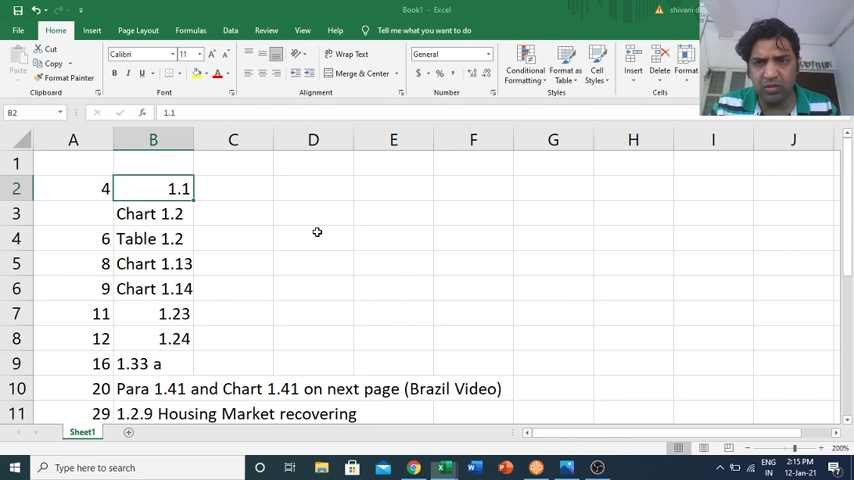 Book1 - Excel
shivani d
File Home Insert Page Layout Formulas Data Review View Help Tell me what you want to do
Cut
Copy
Format Painter
Paste
Clipboard
Calibri 11
B I U
Font
Wrap Text
Merge & Center
Alignment
General
$ % ,
Number
Conditional Formatting
Format as Table
Cell Styles
Styles
Insert Delete Format
Cells
B2 fx 1.1
A B C D E F G H I J
1
2 4 1.1
3 Chart 1.2
4 6 Table 1.2
5 8 Chart 1.13
6 9 Chart 1.14
7 11 1.23
8 12 1.24
9 16 1.33 a
10 20 Para 1.41 and Chart 1.41 on next page (Brazil Video)
11 29 1.2.9 Housing Market recovering
Sheet1
200%
Type here to search
ENG
IN
2:15 PM
12-Jan-21